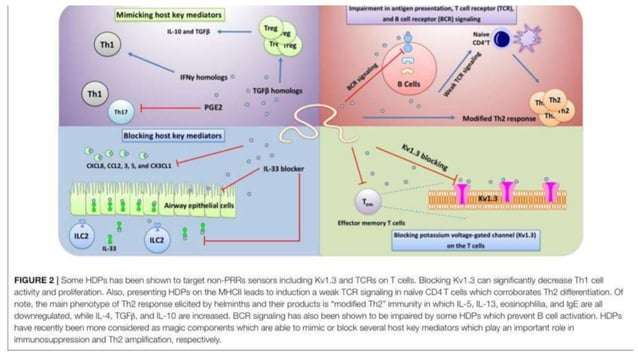 Mimicking host key mediators
IL-10 and TGFβ
Treg
Treg
Treg
Th1
IFNγ homologs
TGFβ homologs
Th1
Th17
PGE2
Impairment in antigen presentation, T cell receptor (TCR),
and B cell receptor (BCR) signaling
Naive
CD4+T
BCR signaling
B Cells
Weak TCR signaling
Th2
Th2
Modified Th2 response
Blocking host key mediators
CXCL8, CCL2, 3, 5, and CX3CL1
IL-33 blocker
Airway epithelial cells
ILC2
ILC2
IL-33
Kv1.3 blocking
Kv1.3
Effector memory T cells
Blocking potassium voltage-gated channel (Kv1.3)
on the T cells
FIGURE 2 | Some HDPs has been shown to target non-PRRs sensors including Kv1.3 and TCRs on T cells. Blocking Kv1.3 can significantly decrease Th1 cell
activity and proliferation. Also, presenting HDPs on the MHCII leads to induction a weak TCR signaling in naïve CD4 T cells which corroborates Th2 differentiation. Of
note, the main phenotype of Th2 response elicited by helminths and their products is "modified Th2" immunity in which IL-5, IL-13, eosinophilia, and IgE are all
downregulated, while IL-4, TGFβ, and IL-10 are increased. BCR signaling has also been shown to be impaired by some HDPs which prevent B cell activation. HDPs
have recently been more considered as magic components which are able to mimic or block several host key mediators which play an important role in
immunosuppression and Th2 amplification, respectively.